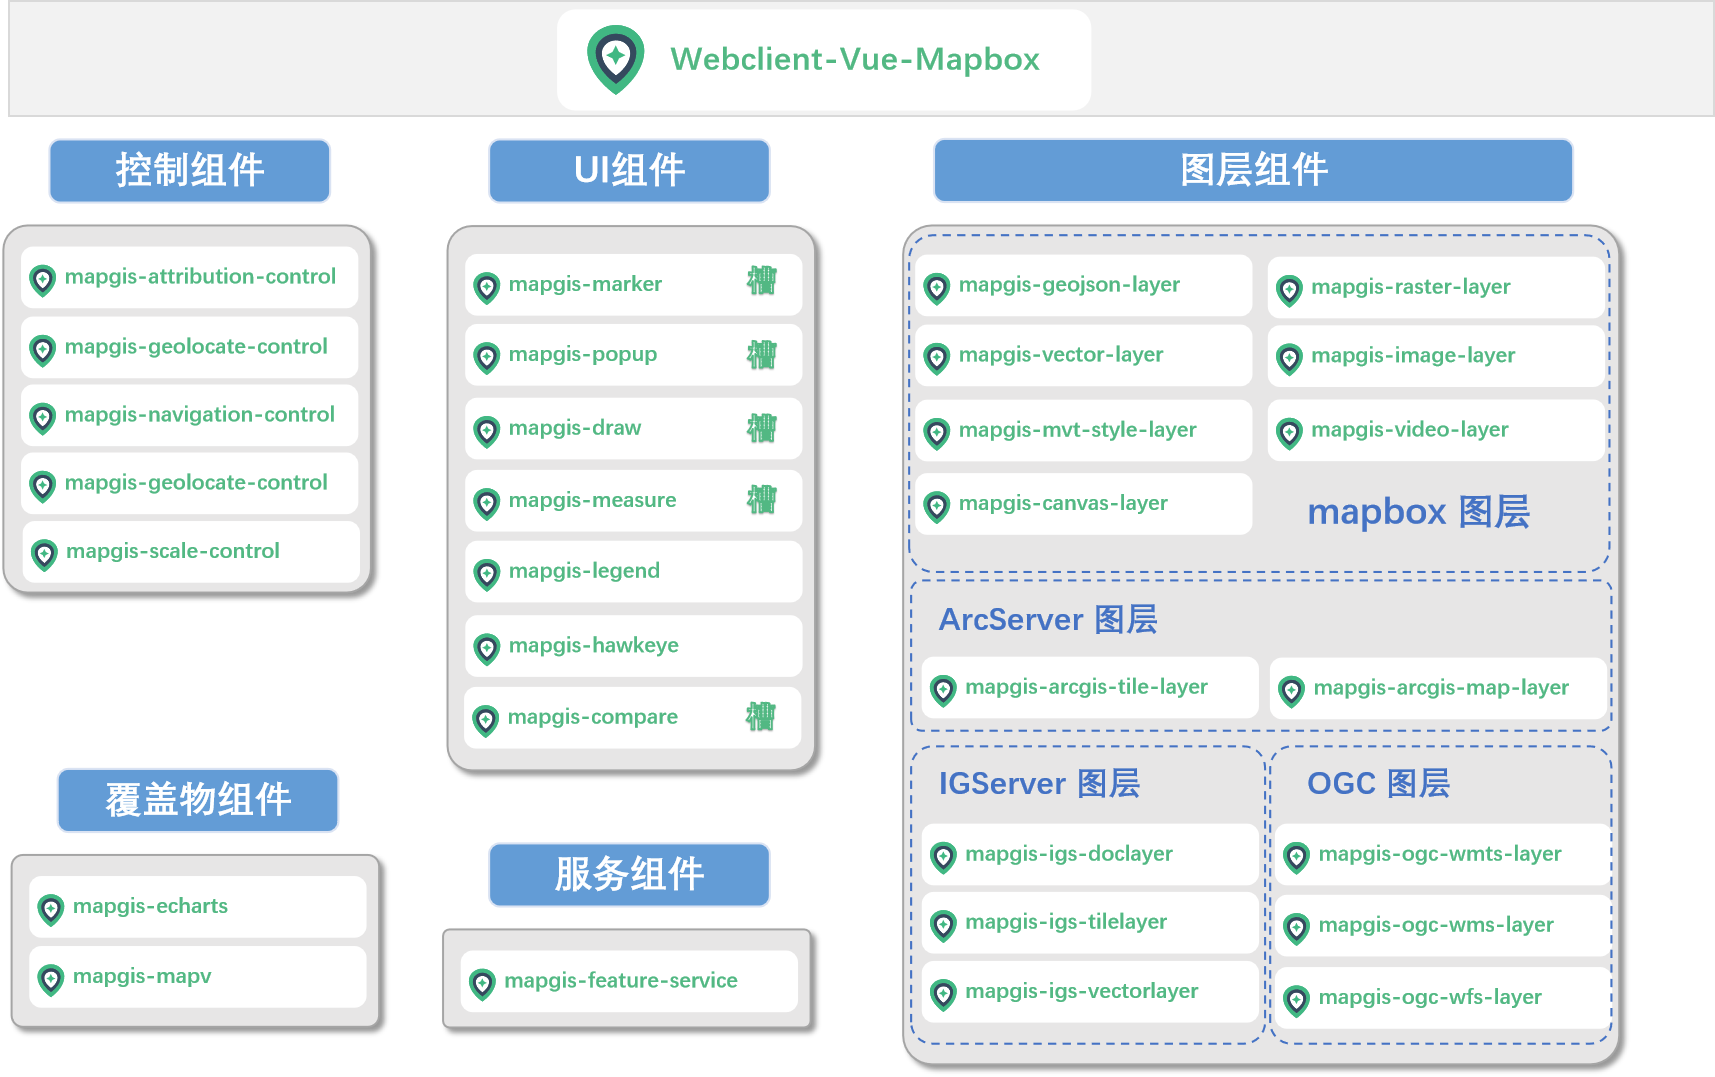 Webclient-Vue-Mapbox
控制组件
mapgis-attribution-control
mapgis-geolocate-control
mapgis-navigation-control
mapgis-geolocate-control
mapgis-scale-control
覆盖物组件
mapgis-echarts
mapgis-mapv
UI组件
mapgis-marker 槽
mapgis-popup 槽
mapgis-draw 槽
mapgis-measure 槽
mapgis-legend
mapgis-hawkeye
mapgis-compare 槽
服务组件
mapgis-feature-service
图层组件
mapgis-geojson-layer
mapgis-raster-layer
mapgis-vector-layer
mapgis-image-layer
mapgis-mvt-style-layer
mapgis-video-layer
mapgis-canvas-layer
mapbox 图层
ArcServer 图层
mapgis-arcgis-tile-layer
mapgis-arcgis-map-layer
IGServer 图层
mapgis-igs-doclayer
mapgis-igs-tilelayer
mapgis-igs-vectorlayer
OGC 图层
mapgis-ogc-wmts-layer
mapgis-ogc-wms-layer
mapgis-ogc-wfs-layer